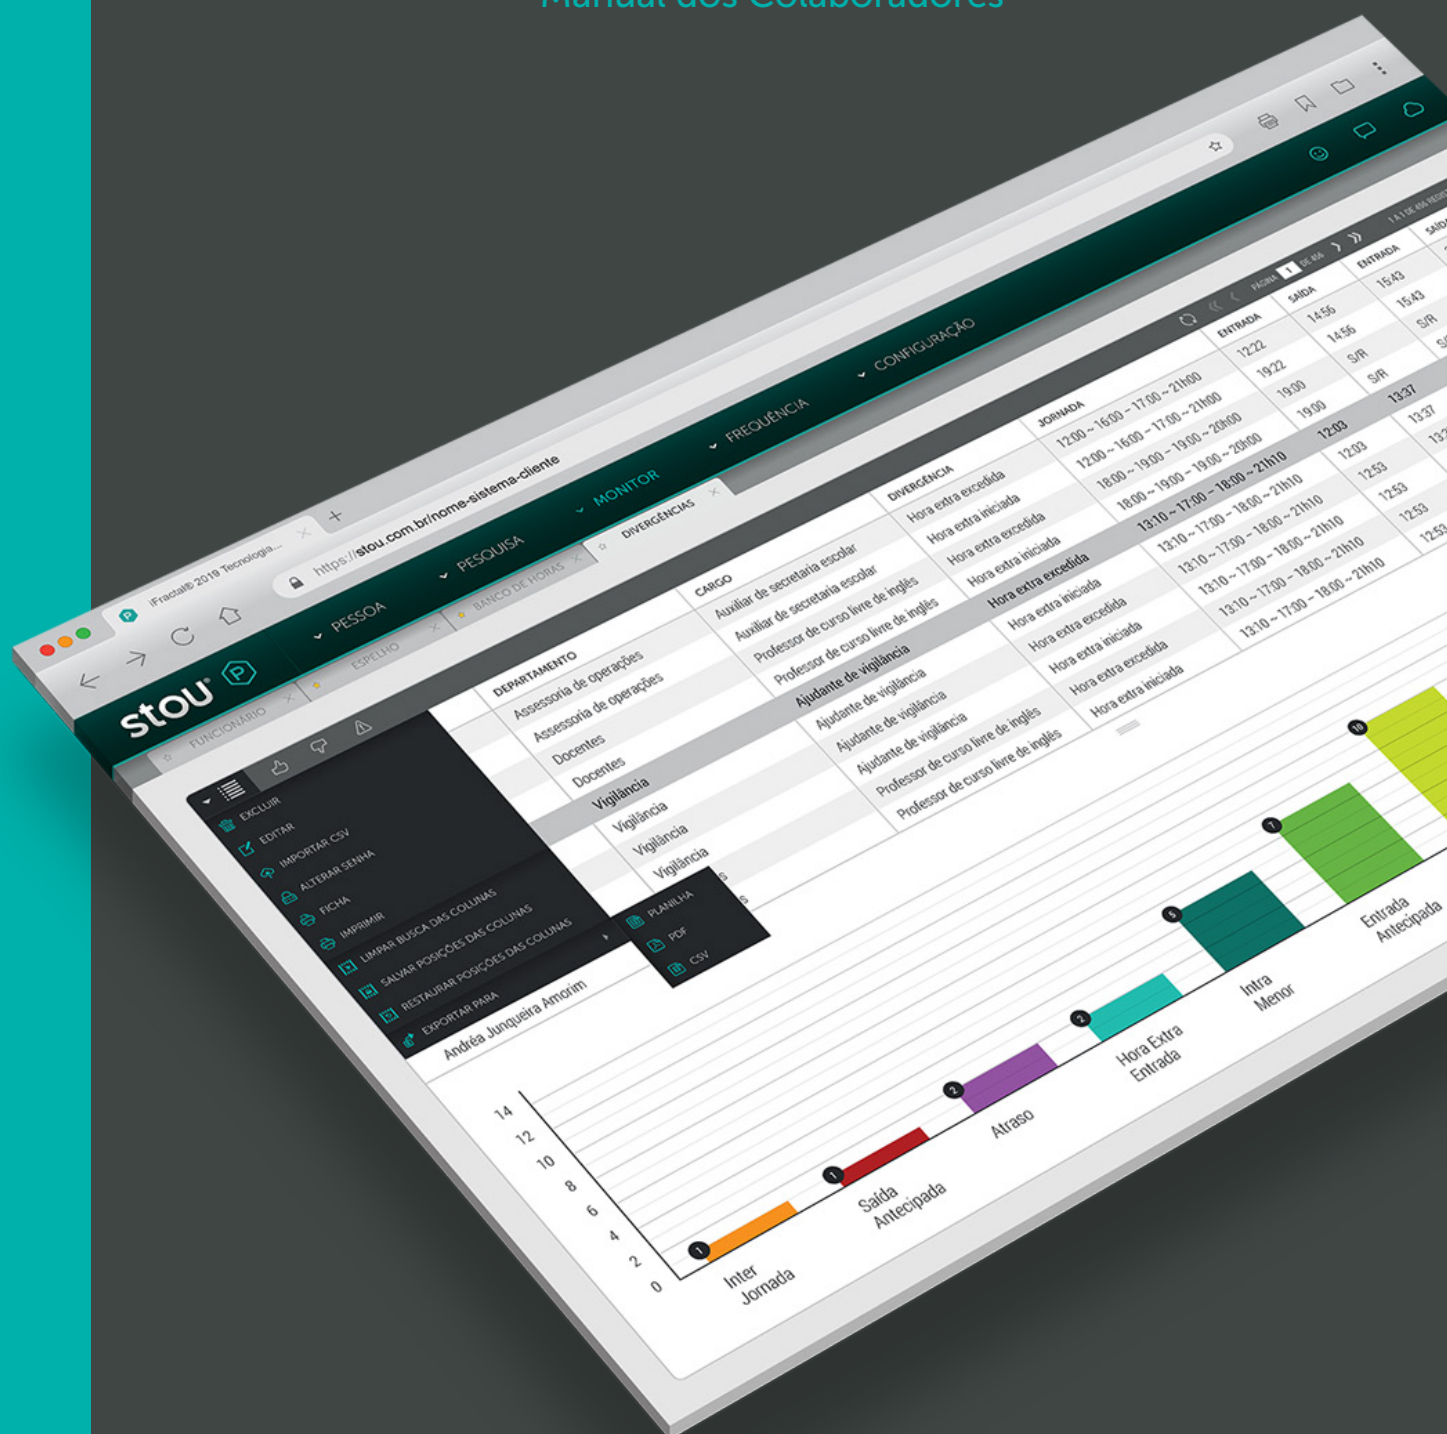 Manual dos Colaboradores
iFractal® 2019 Tecnologia...
https://stou.com.br/nome-sistema-cliente
stou
PESSOA
PESQUISA
MONITOR
FREQUÊNCIA
CONFIGURAÇÃO
FUNCIONÁRIO
ESPELHO
BANCO DE HORAS
DIVERGÊNCIAS
PÁGINA 1 DE 456
1 A 1 DE 456
EXCLUIR
EDITAR
IMPORTAR CSV
ALTERAR SENHA
FICHA
IMPRIMIR
LIMPAR BUSCA DAS COLUNAS
SALVAR POSIÇÕES DAS COLUNAS
RESTAURAR POSIÇÕES DAS COLUNAS
EXPORTAR PARA
PLANILHA
PDF
CSV
DEPARTAMENTO CARGO DIVERGÊNCIA JORNADA ENTRADA SAÍDA ENTRADA
Assessoria de operações Auxiliar de secretaria escolar Hora extra excedida 12:00 ~ 16:00 - 17:00 ~ 21h00 12:22 14:56 15:43
Assessoria de operações Auxiliar de secretaria escolar Hora extra iniciada 12:00 ~ 16:00 - 17:00 ~ 21h00 19:22 14:56 15:43
Docentes Professor de curso livre de inglês Hora extra excedida 18:00 ~ 19:00 - 19:00 ~ 20h00 19:00 S/R S/R
Docentes Professor de curso livre de inglês Hora extra iniciada 18:00 ~ 19:00 - 19:00 ~ 20h00 19:00 S/R
Vigilância Ajudante de vigilância Hora extra excedida 13:10 ~ 17:00 - 18:00 ~ 21h10 12:03 13:37
Vigilância Ajudante de vigilância Hora extra iniciada 13:10 ~ 17:00 - 18:00 ~ 21h10 12:03 13:37
Vigilância Ajudante de vigilância Hora extra excedida 13:10 ~ 17:00 - 18:00 ~ 21h10 12:53
Vigilância Ajudante de vigilância Hora extra iniciada 13:10 ~ 17:00 - 18:00 ~ 21h10 12:53
Professor de curso livre de inglês Hora extra excedida 13:10 ~ 17:00 - 18:00 ~ 21h10 12:53
Professor de curso livre de inglês Hora extra iniciada 13:10 ~ 17:00 - 18:00 ~ 21h10 12:53
Andréa Junqueira Amorim
14
12
10
8
6
4
2
0
1
1
2
2
5
7
10
Inter
Jornada
Saída
Antecipada
Atraso
Hora Extra
Entrada
Intra
Menor
Entrada
Antecipada